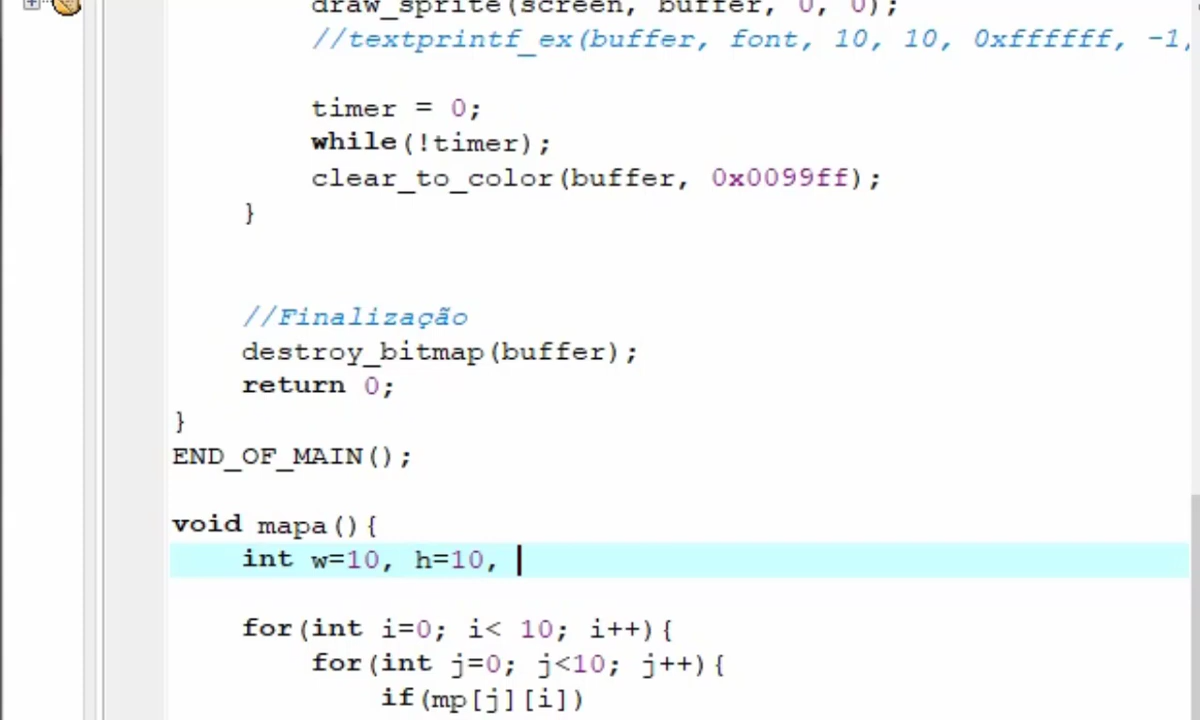 draw_sprite(screen, buffer, 0, 0);
//textprintf_ex(buffer, font, 10, 10, 0xffffff, -1,
timer = 0;
while(!timer);
clear_to_color(buffer, 0x0099ff);
}
//Finalização
destroy_bitmap(buffer);
return 0;
}
END_OF_MAIN();
void mapa(){
int w=10, h=10,
for(int i=0; i< 10; i++){
for(int j=0; j<10; j++){
if(mp[j][i])